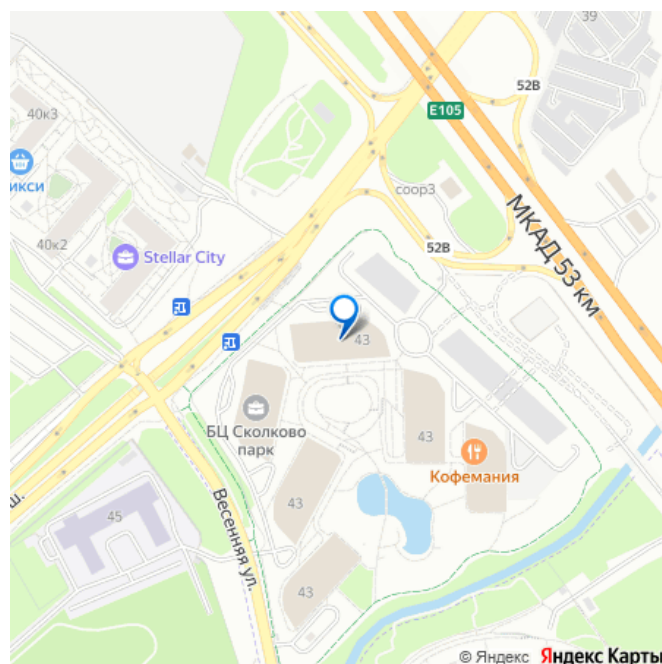 39
52В
40к3
E105
икси
соор3
МКАД 53 км
40к2
Stellar City
52В
43
БЦ Сколково
парк
43
Кофемания
ш.
43
45
Весенняя ул.
43
© Яндекс Яндекс Карты